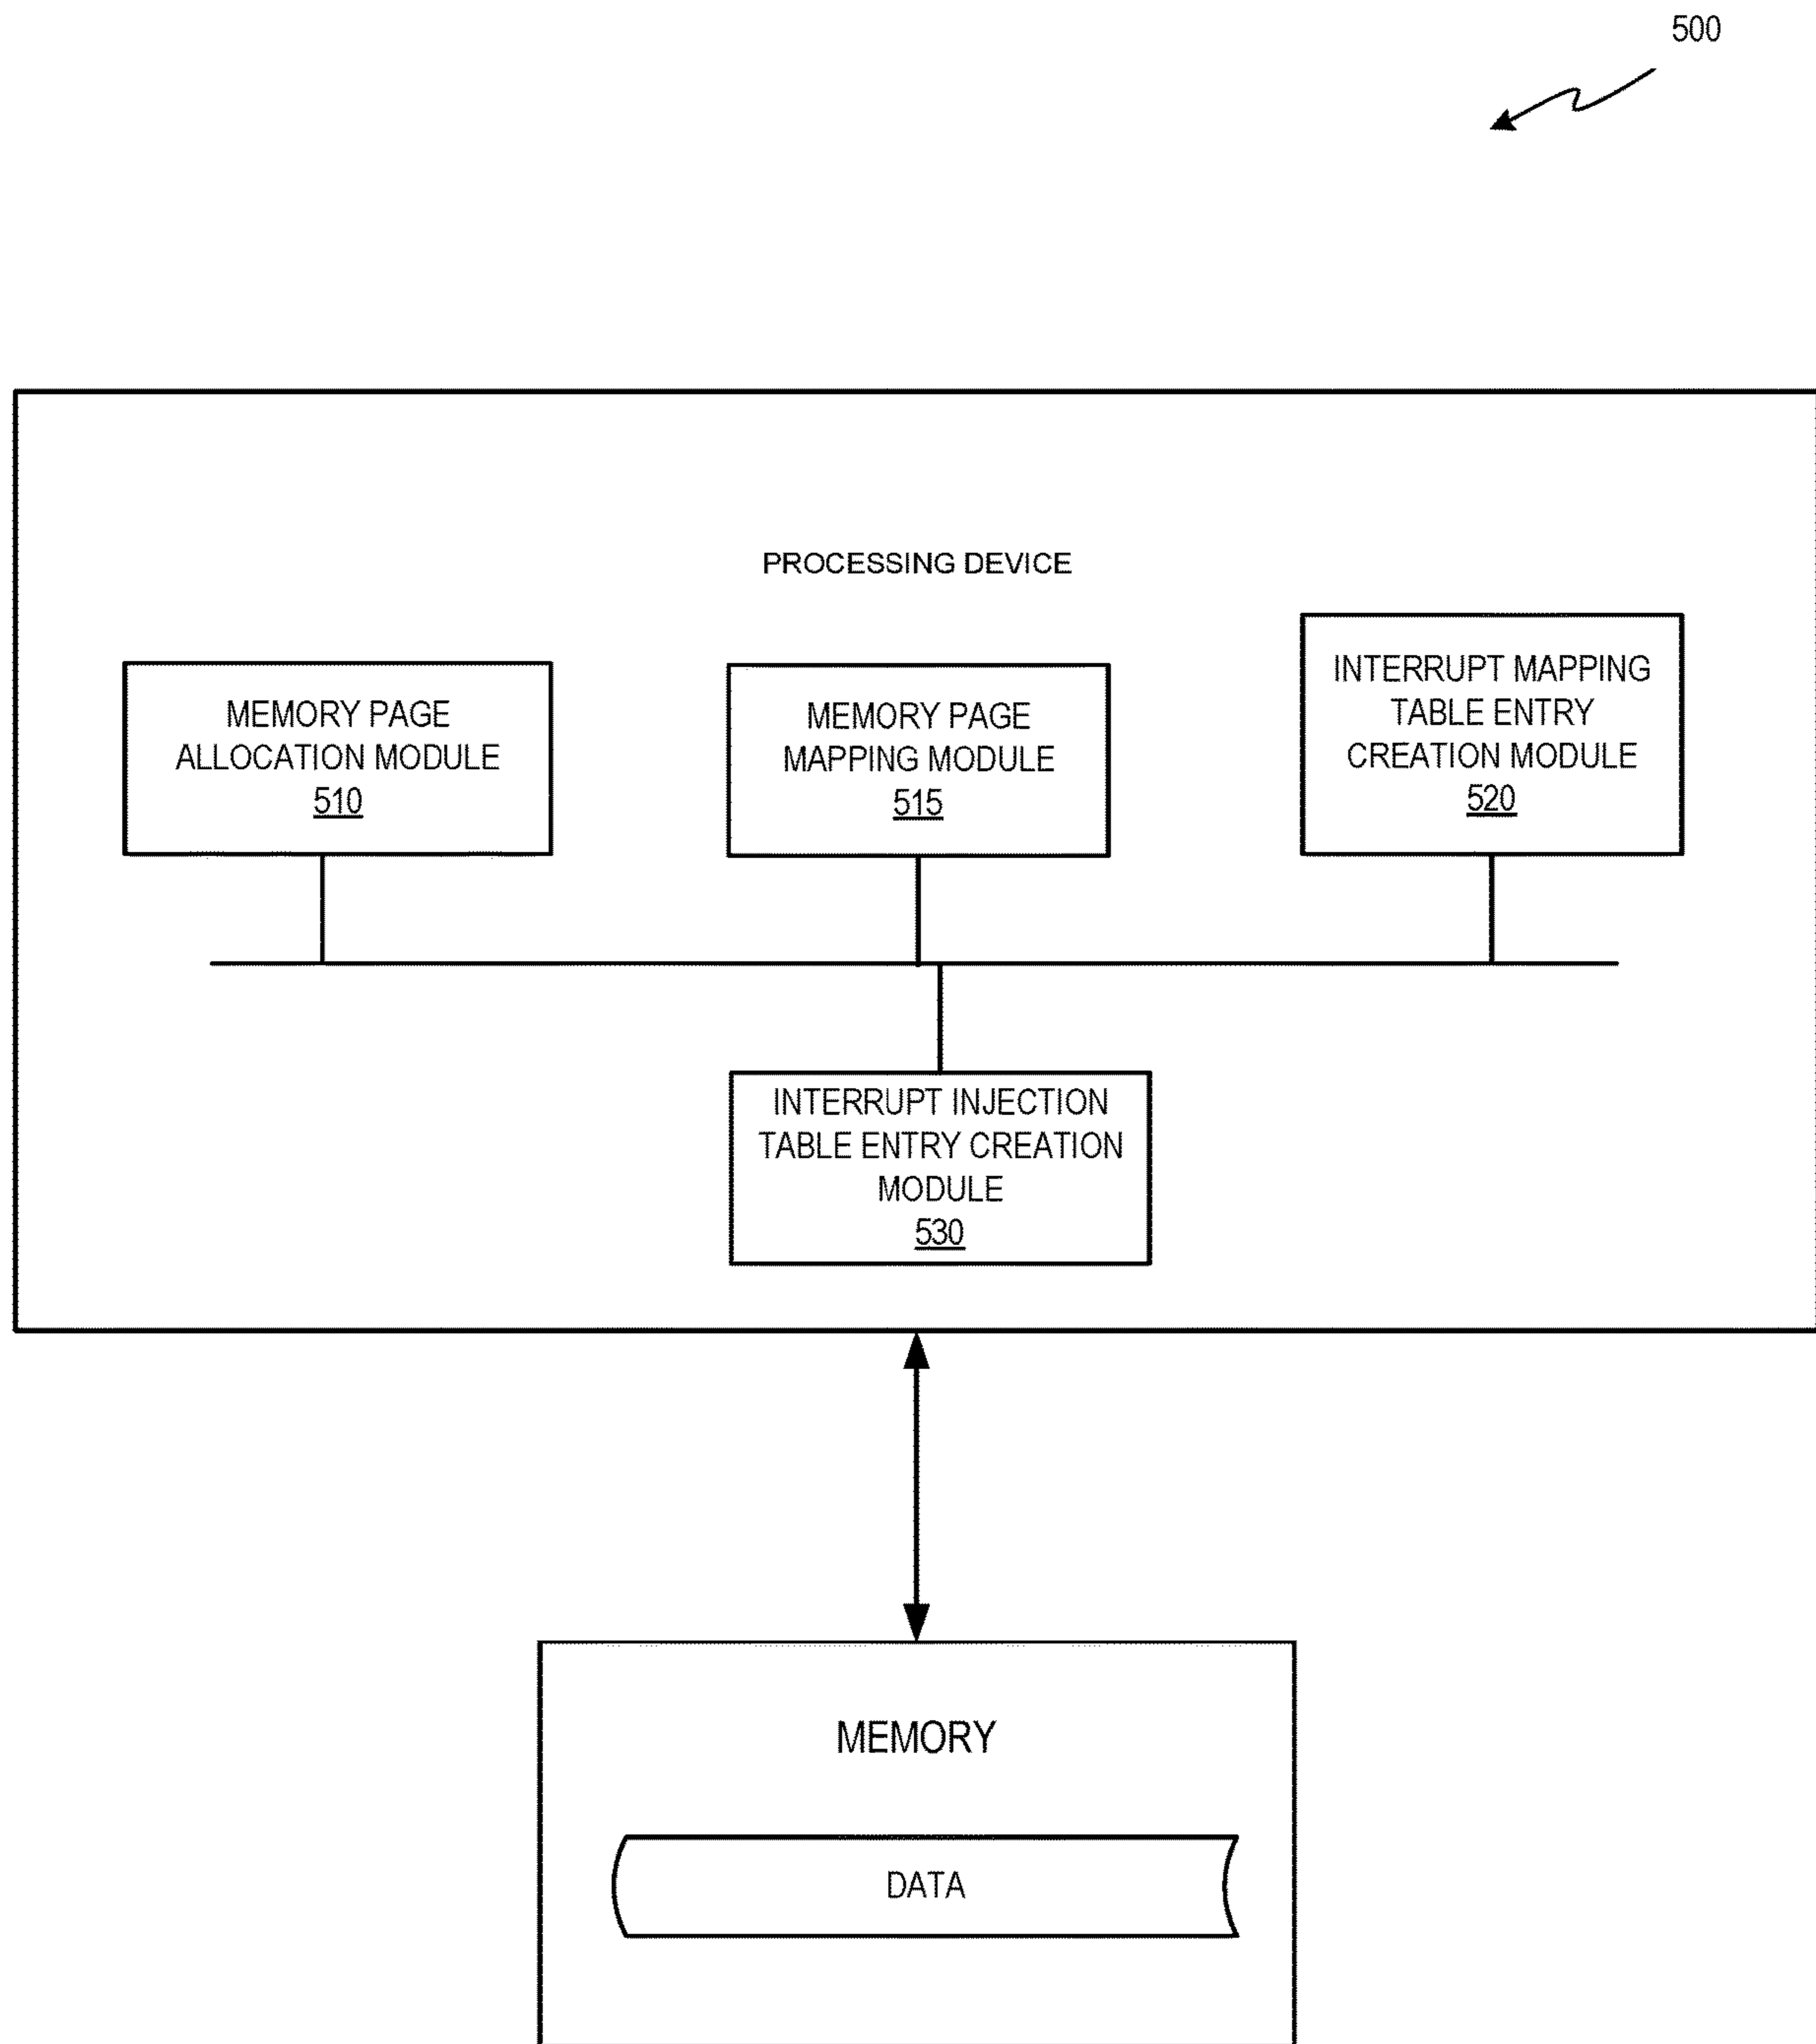 500
PROCESSING DEVICE
MEMORY PAGE
ALLOCATION MODULE
510
MEMORY PAGE
MAPPING MODULE
515
INTERRUPT MAPPING
TABLE ENTRY
CREATION MODULE
520
INTERRUPT INJECTION
TABLE ENTRY CREATION
MODULE
530
MEMORY
DATA